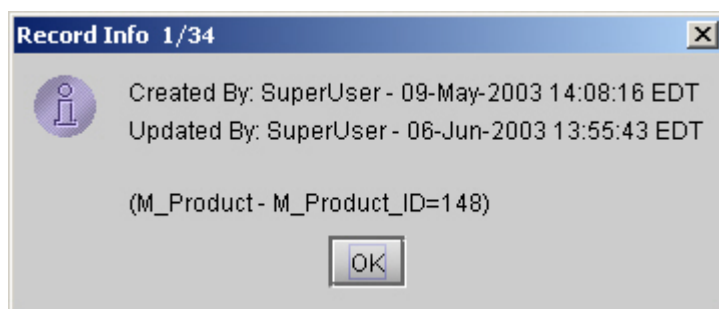 Record Info 1/34
Created By: SuperUser - 09-May-2003 14:08:16 EDT
Updated By: SuperUser - 06-Jun-2003 13:55:43 EDT
(M_Product - M_Product_ID=148)
OK